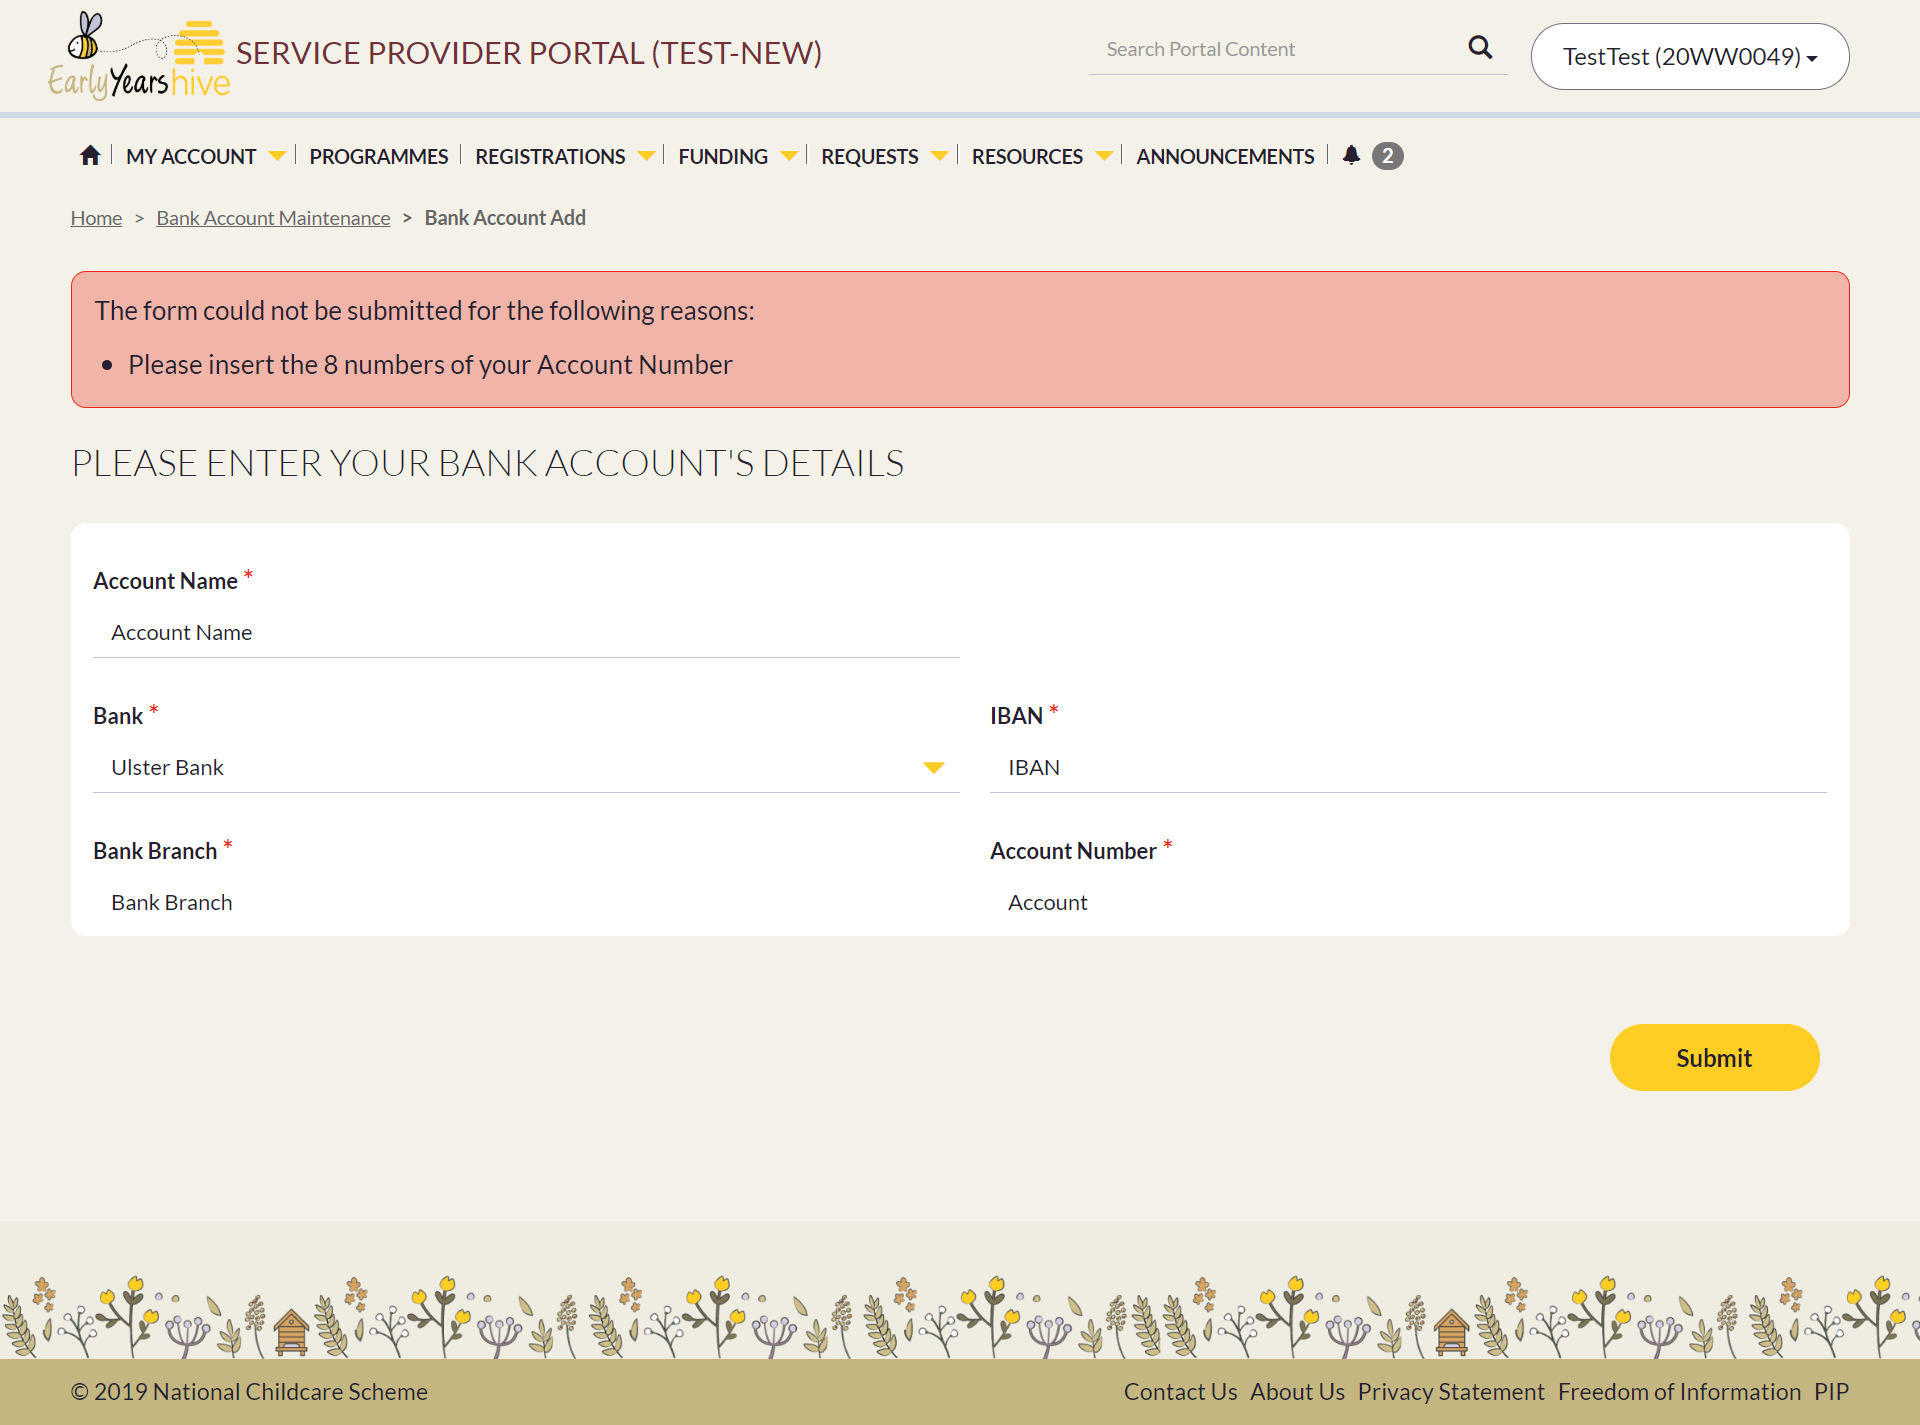 Early Years hive
SERVICE PROVIDER PORTAL (TEST-NEW)
Search Portal Content
TestTest (20WW0049)
MY ACCOUNT PROGRAMMES REGISTRATIONS FUNDING REQUESTS RESOURCES ANNOUNCEMENTS 2
Home > Bank Account Maintenance > Bank Account Add
The form could not be submitted for the following reasons:
• Please insert the 8 numbers of your Account Number
PLEASE ENTER YOUR BANK ACCOUNT'S DETAILS
Account Name *
Account Name
Bank *
Ulster Bank
IBAN *
IBAN
Bank Branch *
Bank Branch
Account Number *
Account
Submit
© 2019 National Childcare Scheme
Contact Us About Us Privacy Statement Freedom of Information PIP